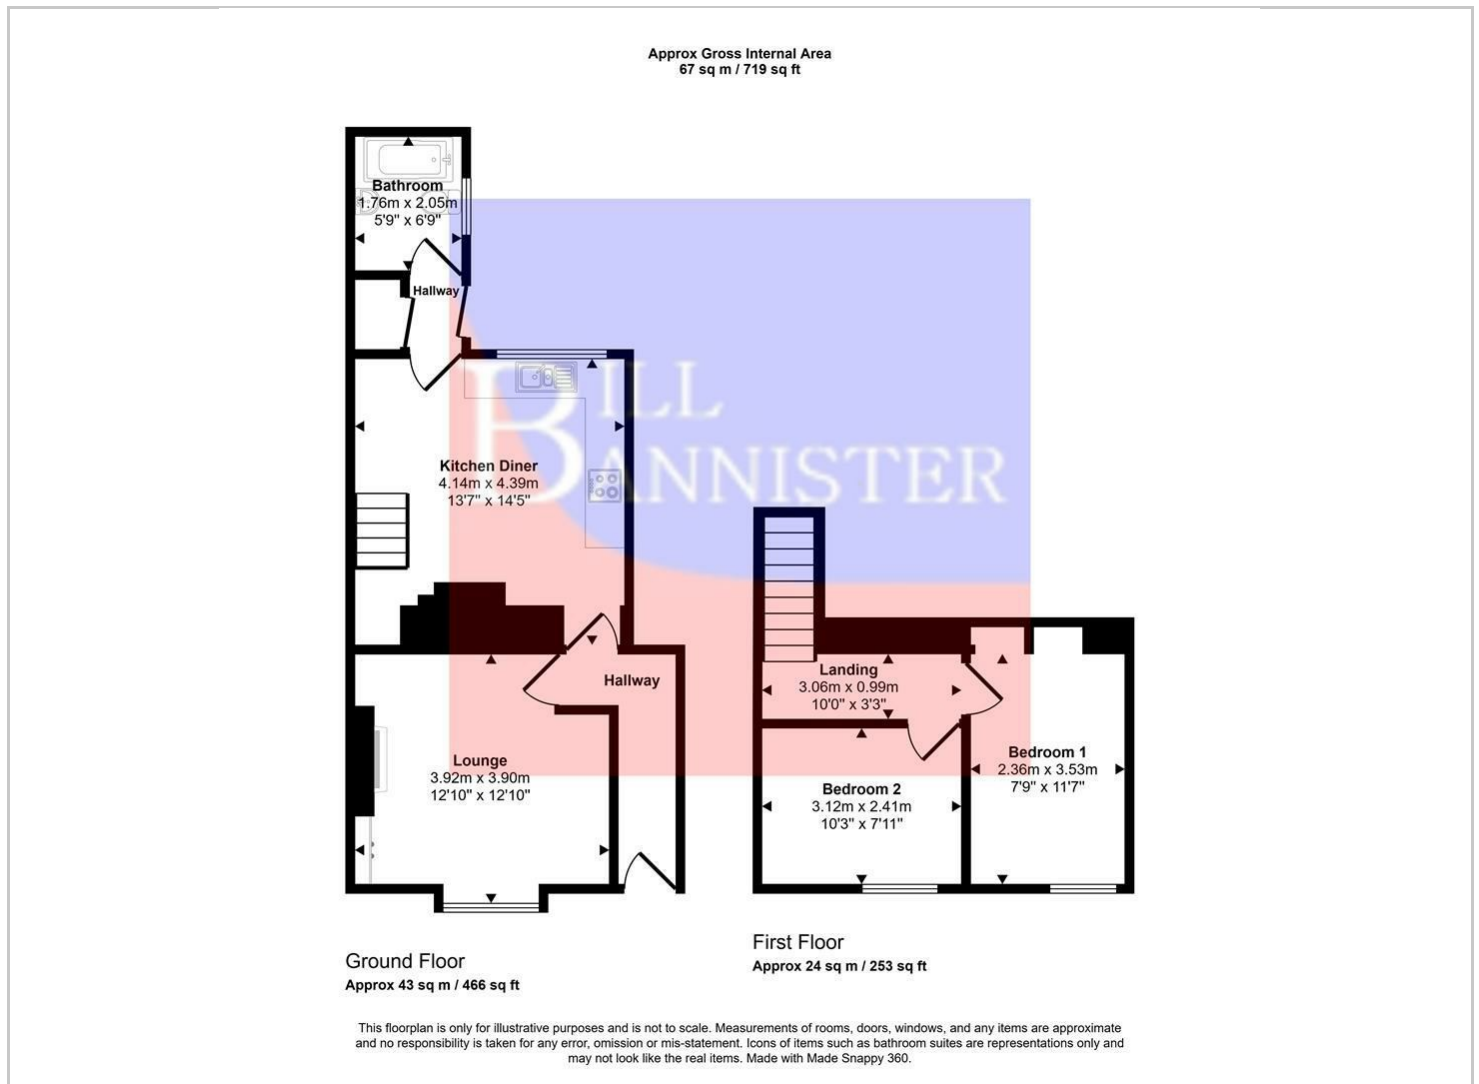 Approx Gross Internal Area
67 sq m / 719 sq ft
Bathroom
1.76m x 2.05m
5'9" x 6'9"
Hallway
BILL
BANNISTER
Kitchen Diner
4.14m x 4.39m
13'7" x 14'5"
Hallway
Lounge
3.92m x 3.90m
12'10" x 12'10"
Landing
3.06m x 0.99m
10'0" x 3'3"
Bedroom 1
2.36m x 3.53m
7'9" x 11'7"
Bedroom 2
3.12m x 2.41m
10'3" x 7'11"
Ground Floor
Approx 43 sq m / 466 sq ft
First Floor
Approx 24 sq m / 253 sq ft
This floorplan is only for illustrative purposes and is not to scale. Measurements of rooms, doors, windows, and any items are approximate
and no responsibility is taken for any error, omission or mis-statement. Icons of items such as bathroom suites are representations only and
may not look like the real items. Made with Made Snappy 360.